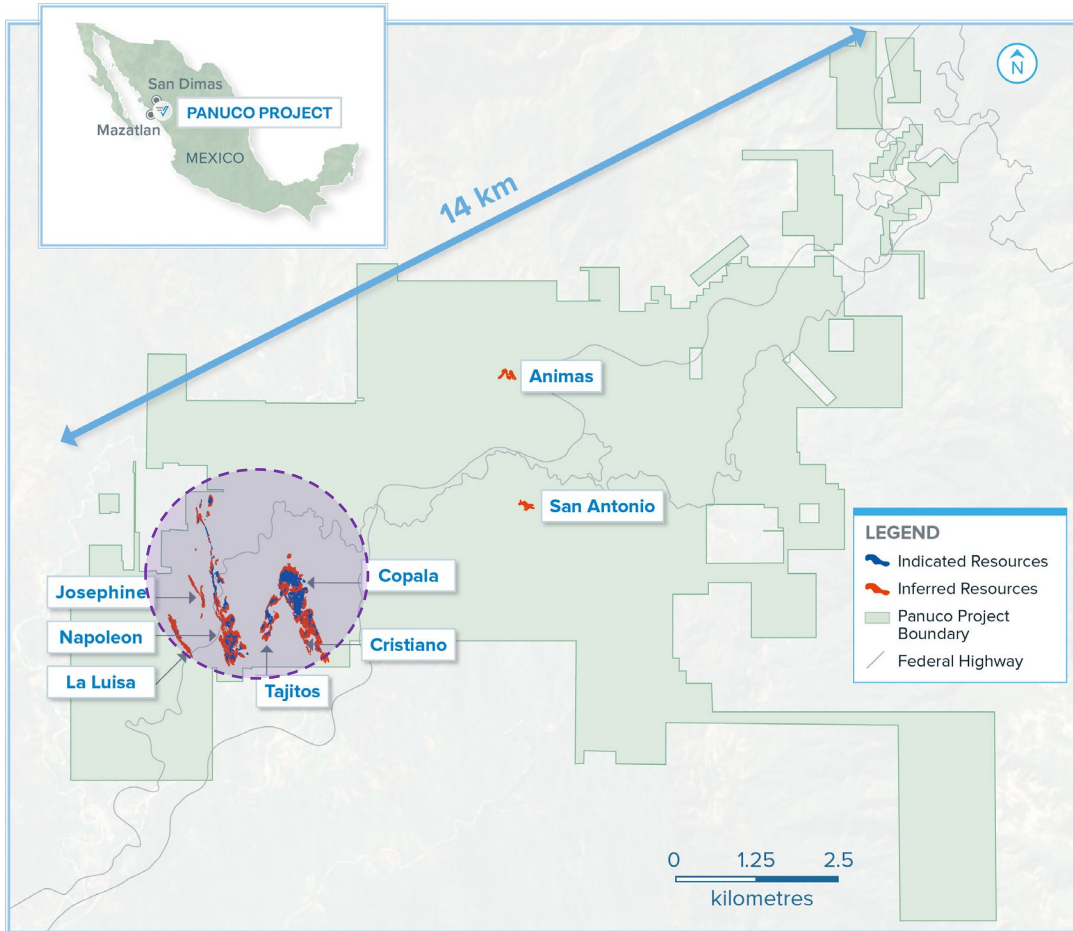 San Dimas
PANUCO PROJECT
Mazatlan
MEXICO
N
14 km
Animas
San Antonio
Copala
Josephine
Napoleon
Cristiano
La Luisa
Tajitos
LEGEND
Indicated Resources
Inferred Resources
Panuco Project
Boundary
Federal Highway
0 1.25 2.5
kilometres